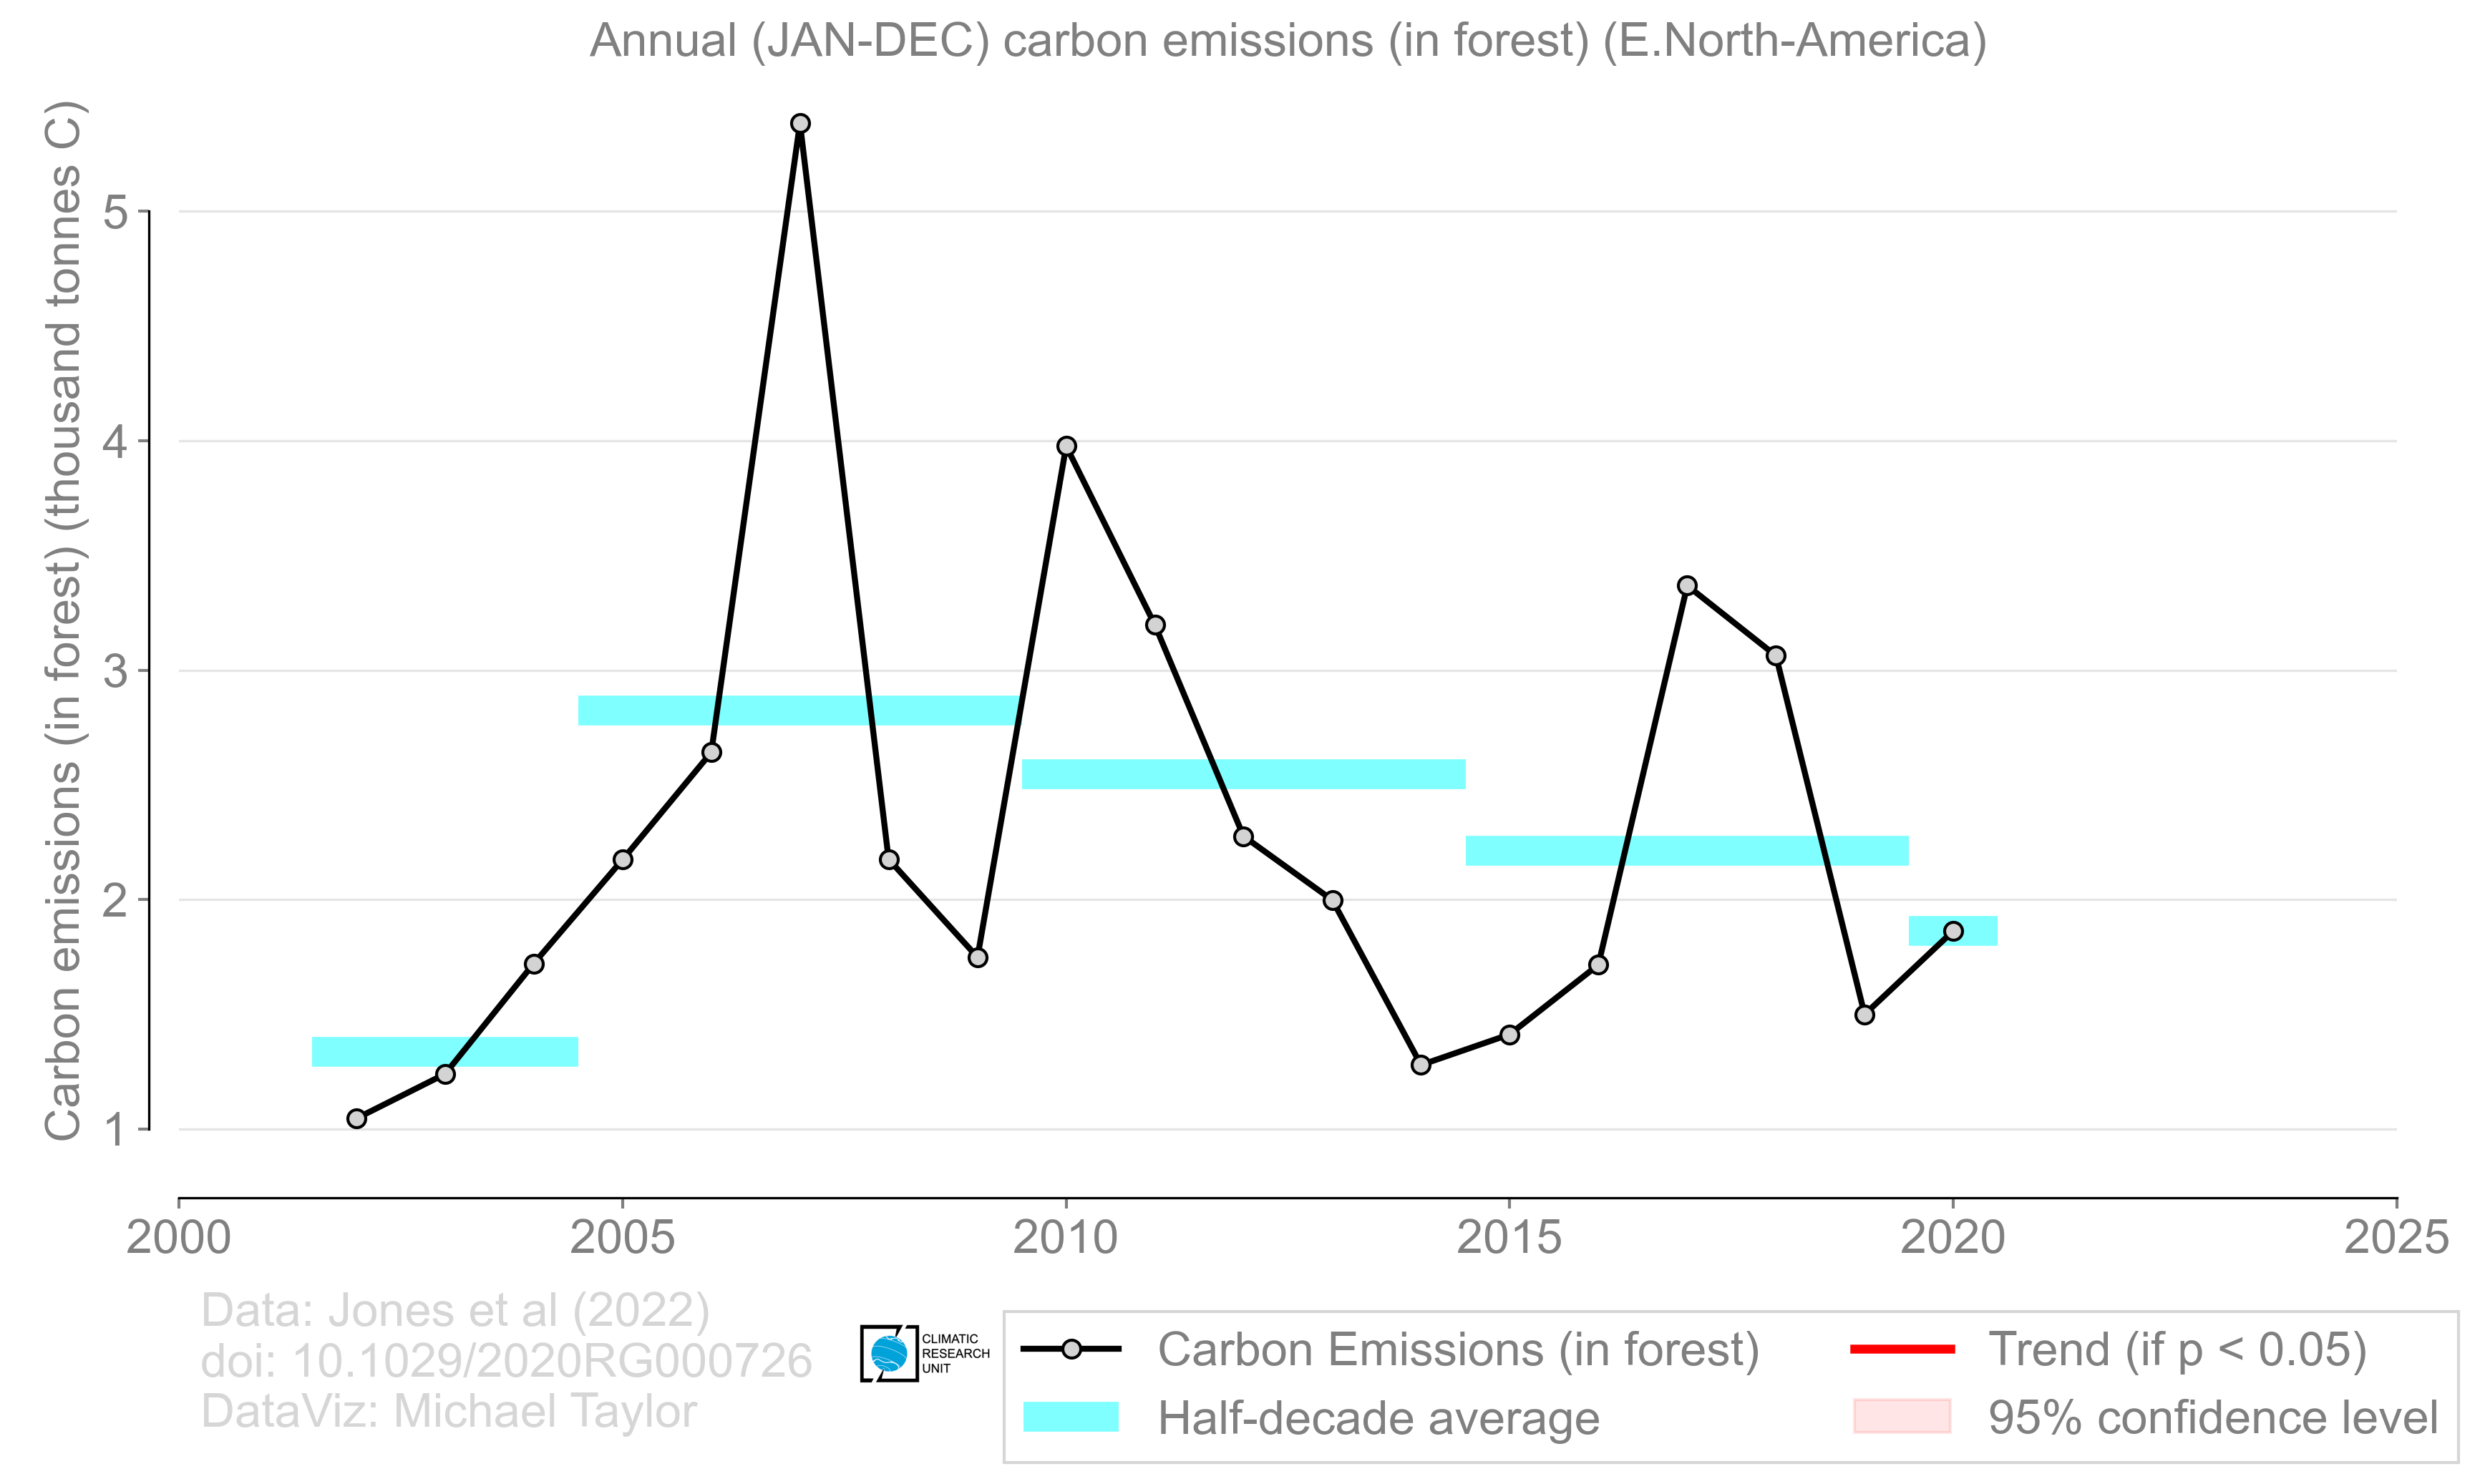 Annual (JAN-DEC) carbon emissions (in forest) (E.North-America)
Carbon emissions (in forest) (thousand tonnes C)
5
4
3
2
1
2000 2005 2010 2015 2020 2025
Data: Jones et al (2022)
doi: 10.1029/2020RG000726
DataViz: Michael Taylor
CLIMATIC
RESEARCH
UNIT
Carbon Emissions (in forest)
Half-decade average
Trend (if p < 0.05)
95% confidence level